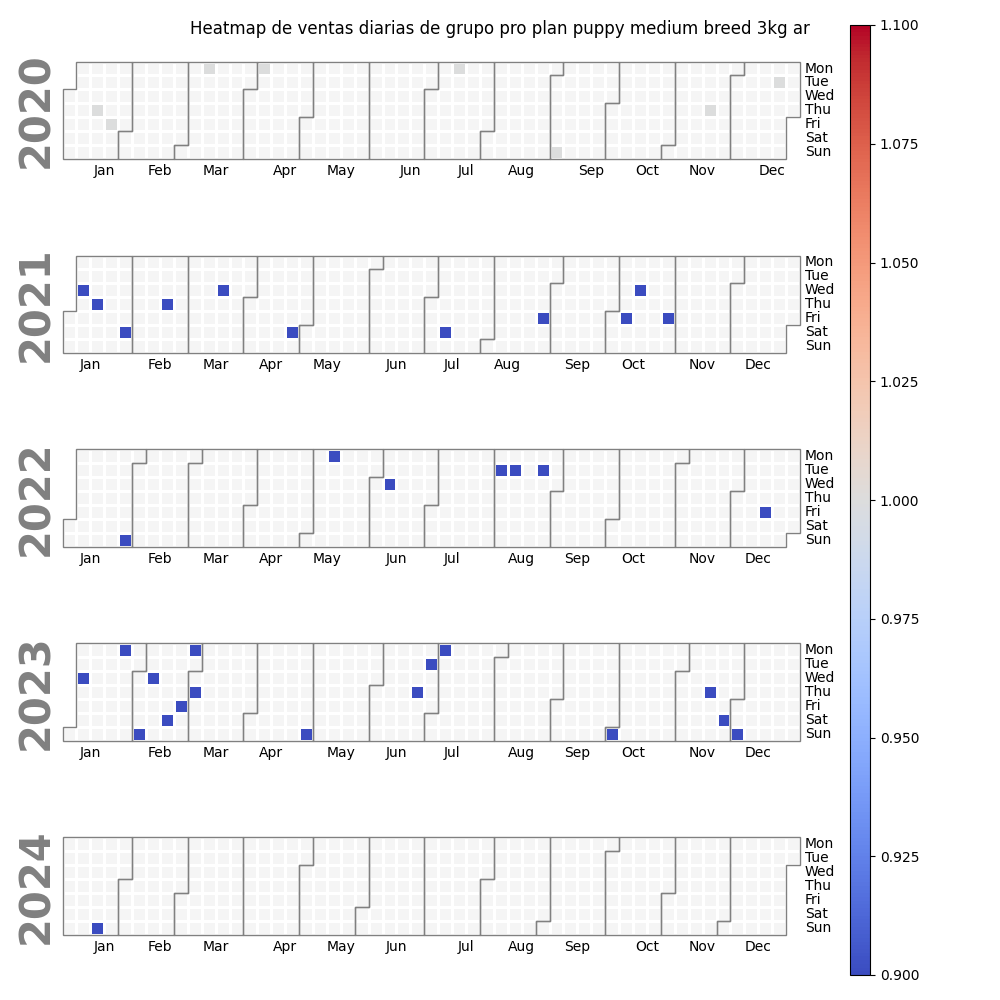 Heatmap de ventas diarias de grupo pro plan puppy medium breed 3kg ar
2020
Mon
Tue
Wed
Thu
Fri
Sat
Sun
Jan Feb Mar Apr May Jun Jul Aug Sep Oct Nov Dec
2021
Mon
Tue
Wed
Thu
Fri
Sat
Sun
Jan Feb Mar Apr May Jun Jul Aug Sep Oct Nov Dec
2022
Mon
Tue
Wed
Thu
Fri
Sat
Sun
Jan Feb Mar Apr May Jun Jul Aug Sep Oct Nov Dec
2023
Mon
Tue
Wed
Thu
Fri
Sat
Sun
Jan Feb Mar Apr May Jun Jul Aug Sep Oct Nov Dec
2024
Mon
Tue
Wed
Thu
Fri
Sat
Sun
Jan Feb Mar Apr May Jun Jul Aug Sep Oct Nov Dec
1.100
1.075
1.050
1.025
1.000
0.975
0.950
0.925
0.900